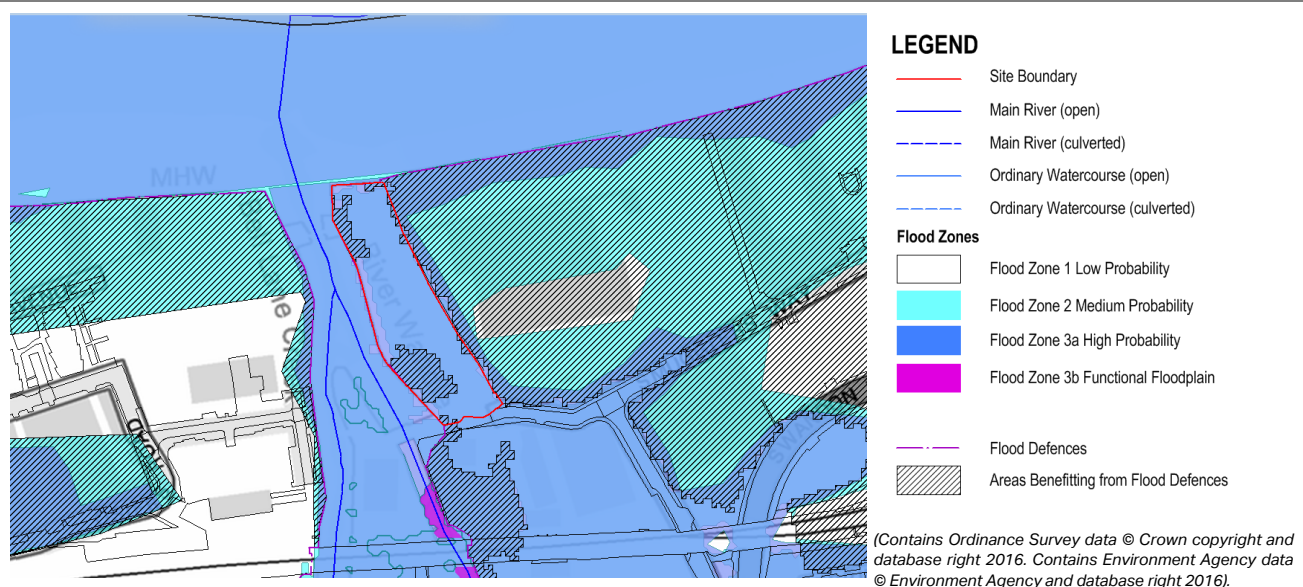 MHW
River Wa
LEGEND
Site Boundary
Main River (open)
Main River (culverted)
Ordinary Watercourse (open)
Ordinary Watercourse (culverted)
Flood Zones
Flood Zone 1 Low Probability
Flood Zone 2 Medium Probability
Flood Zone 3a High Probability
Flood Zone 3b Functional Floodplain
Flood Defences
Areas Benefitting from Flood Defences
(Contains Ordinance Survey data © Crown copyright and
database right 2016. Contains Environment Agency data
© Environment Agency and database right 2016).